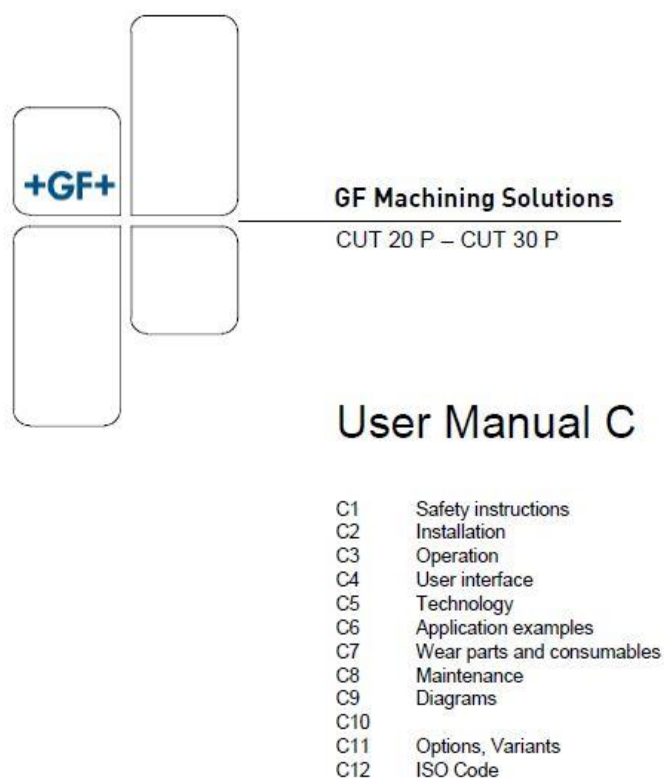 +GF+
GF Machining Solutions
CUT 20 P – CUT 30 P
User Manual C
C1 Safety instructions
C2 Installation
C3 Operation
C4 User interface
C5 Technology
C6 Application examples
C7 Wear parts and consumables
C8 Maintenance
C9 Diagrams
C10
C11 Options, Variants
C12 ISO Code